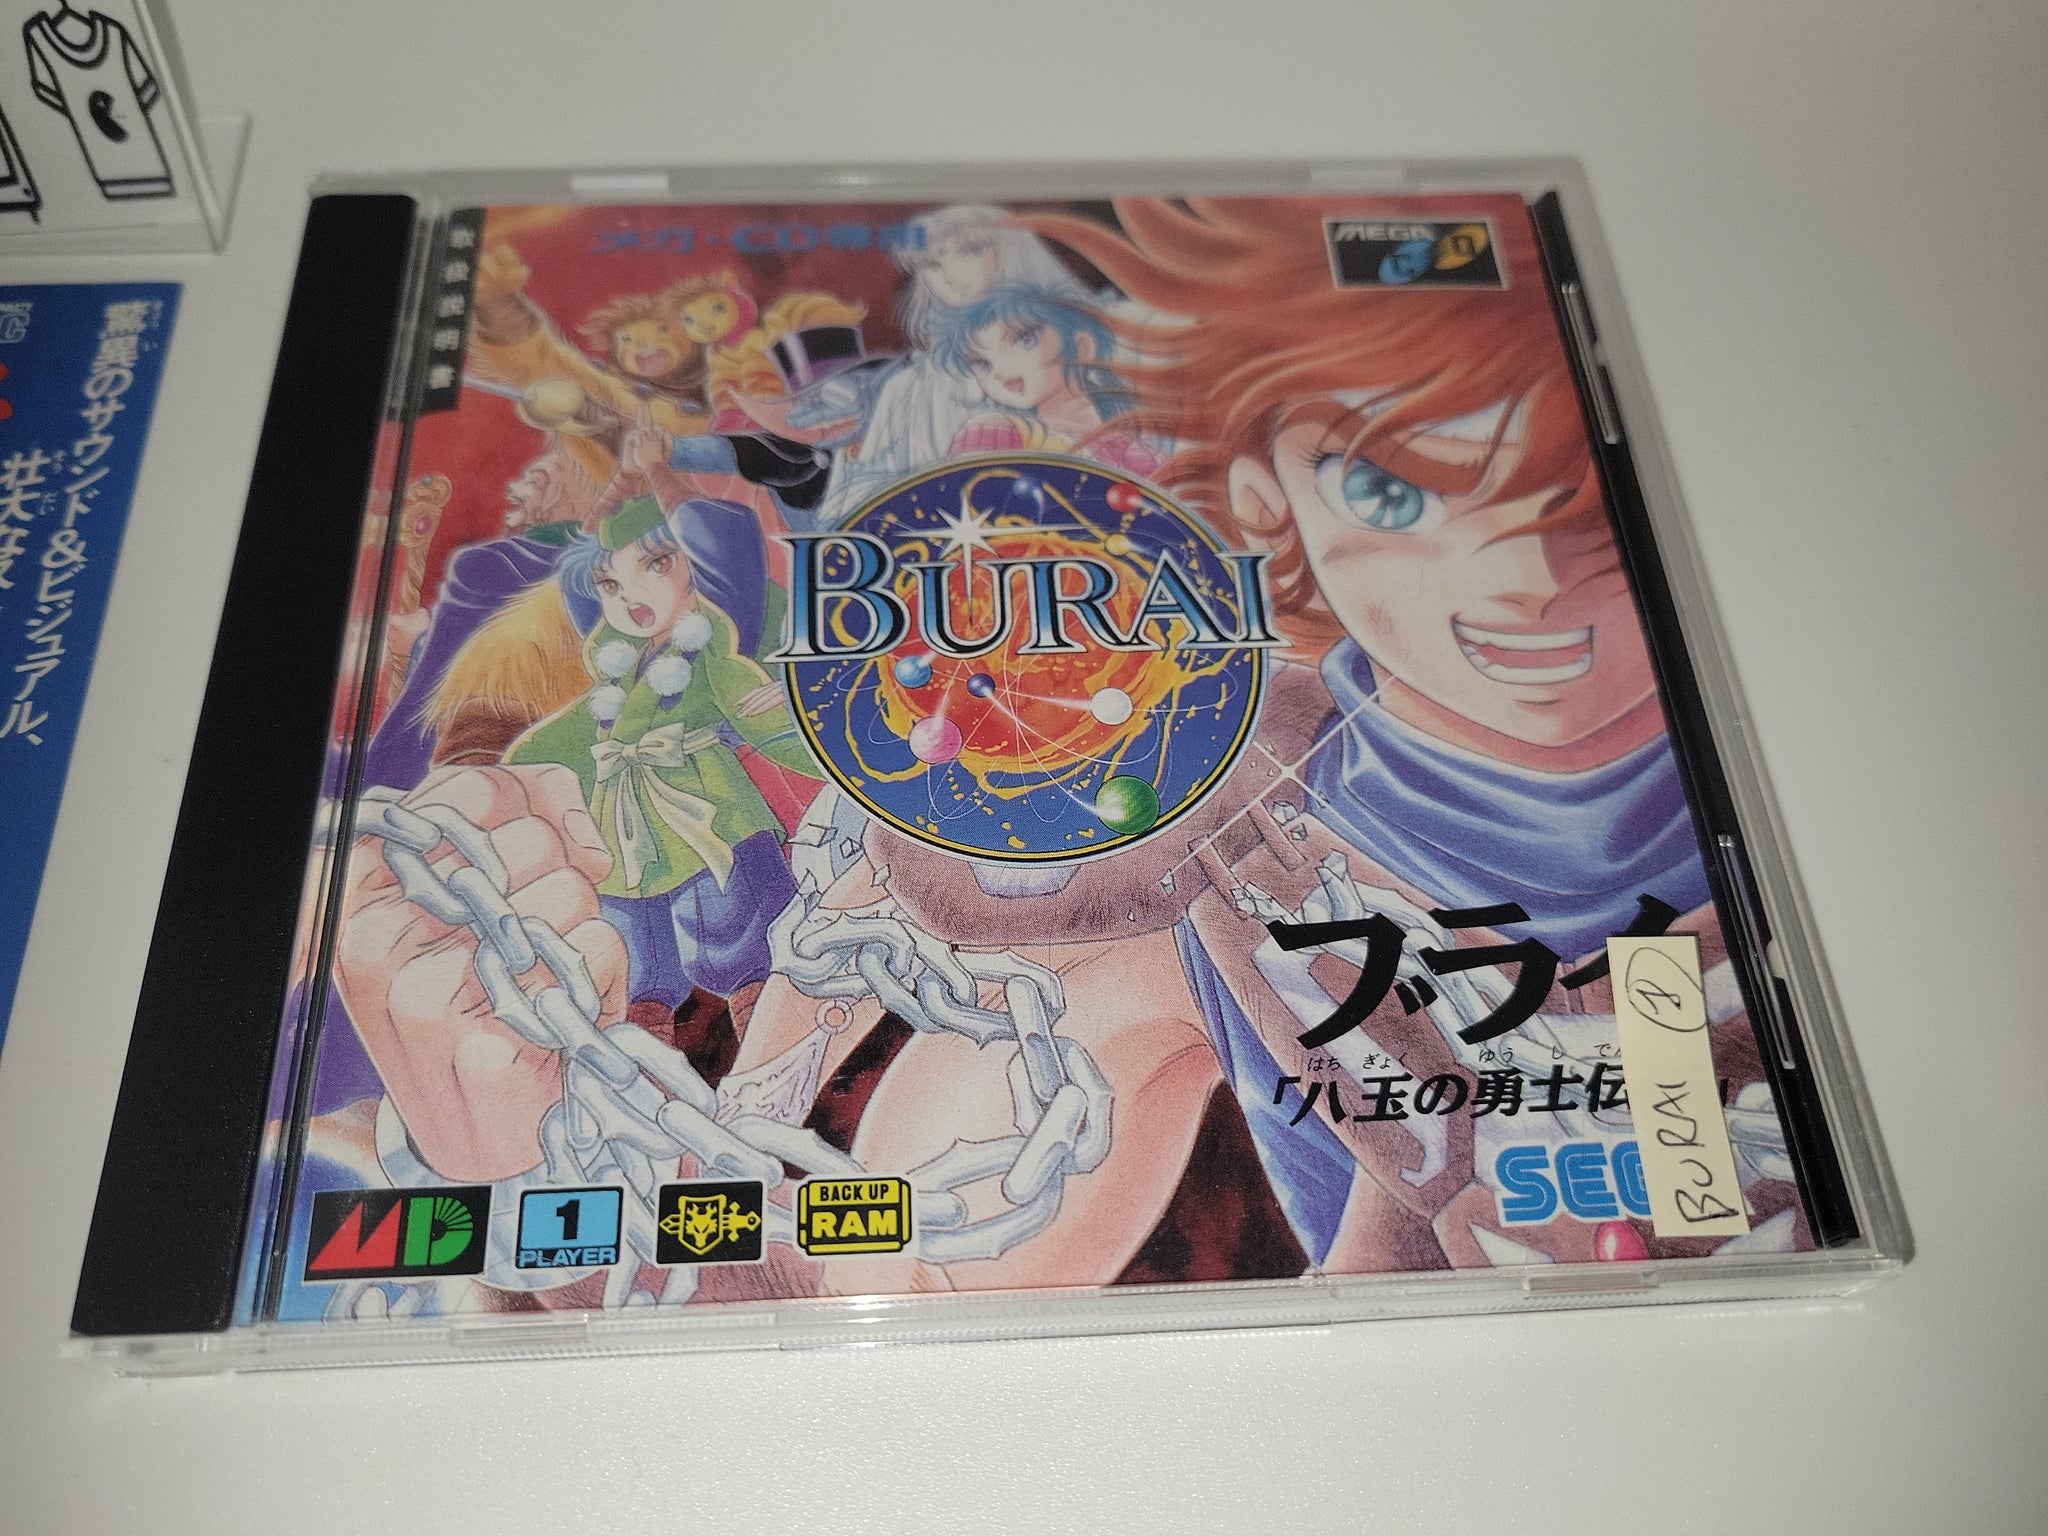 驚異のサウンド&ビジュアル、
壮大な
取扱説明書
メガ・CD専用
MEGA CD
BURAI
ブライ
はち ぎょく ゆう し でん
「八玉の勇士伝
SEGA
BURAI
MD
1
PLAYER
BACK UP
RAM